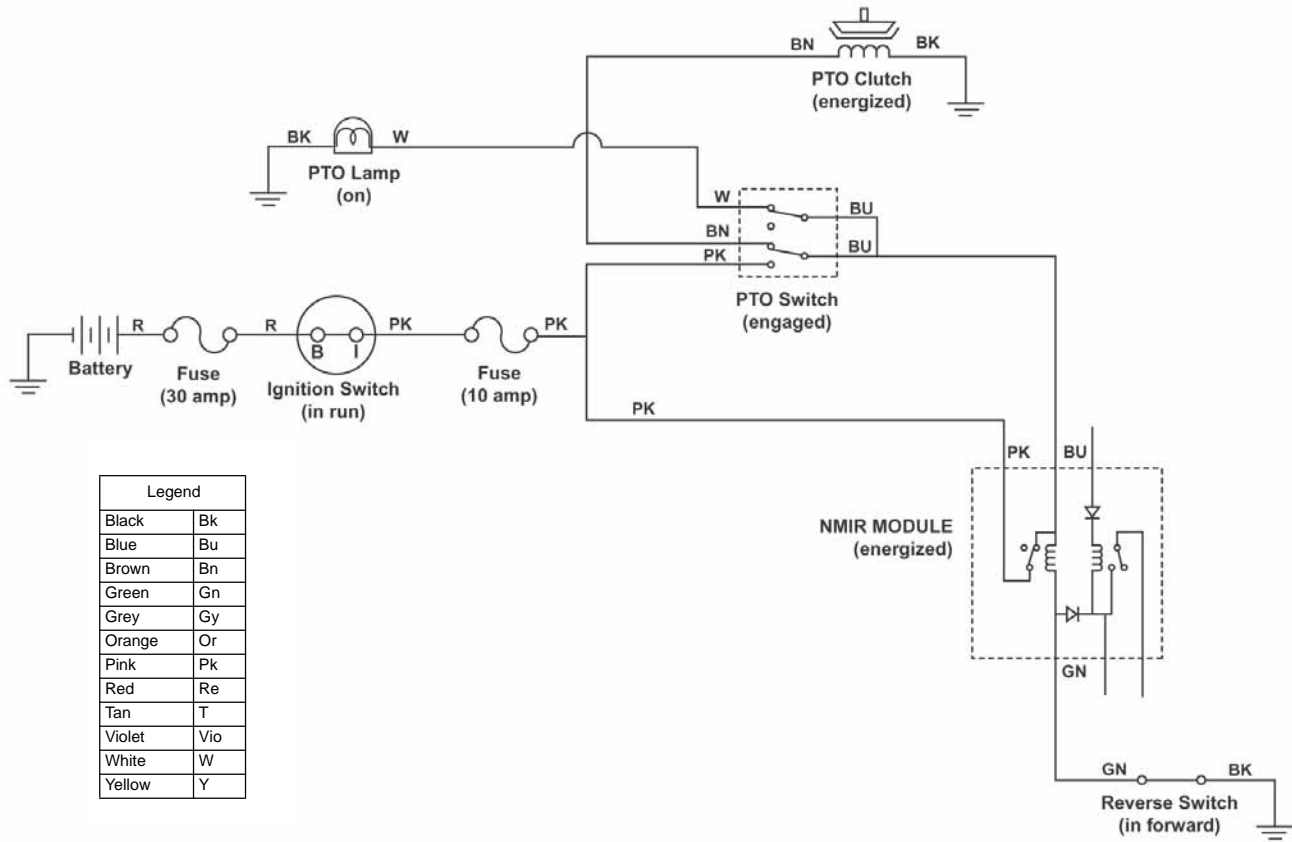 BN
BK
PTO Clutch
(energized)
BK
W
PTO Lamp
(on)
W
BU
BN
BU
PK
PTO Switch
(engaged)
R
R
PK
PK
B
I
Battery
Fuse
(30 amp)
Ignition Switch
(in run)
Fuse
(10 amp)
PK
PK
BU
NMIR MODULE
(energized)
GN
GN
BK
Reverse Switch
(in forward)
Legend
Black Bk
Blue Bu
Brown Bn
Green Gn
Grey Gy
Orange Or
Pink Pk
Red Re
Tan T
Violet Vio
White W
Yellow Y